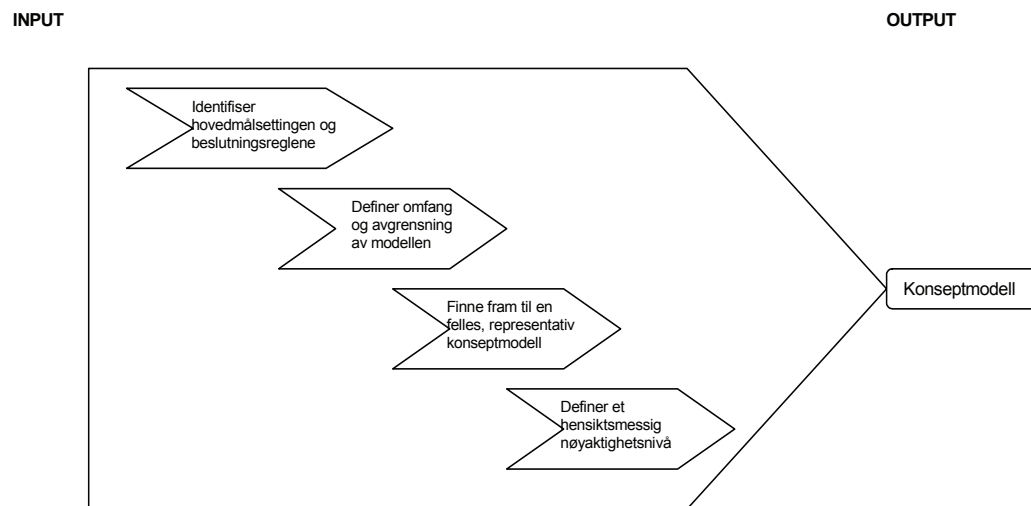 INPUT
OUTPUT
Identifiser
hovedmålsettingen og
beslutningsreglene
Definer omfang
og avgrensning
av modellen
Finne fram til en
felles, representativ
konseptmodell
Definer et
hensiktsmessig
nøyaktighetsnivå
Konseptmodell